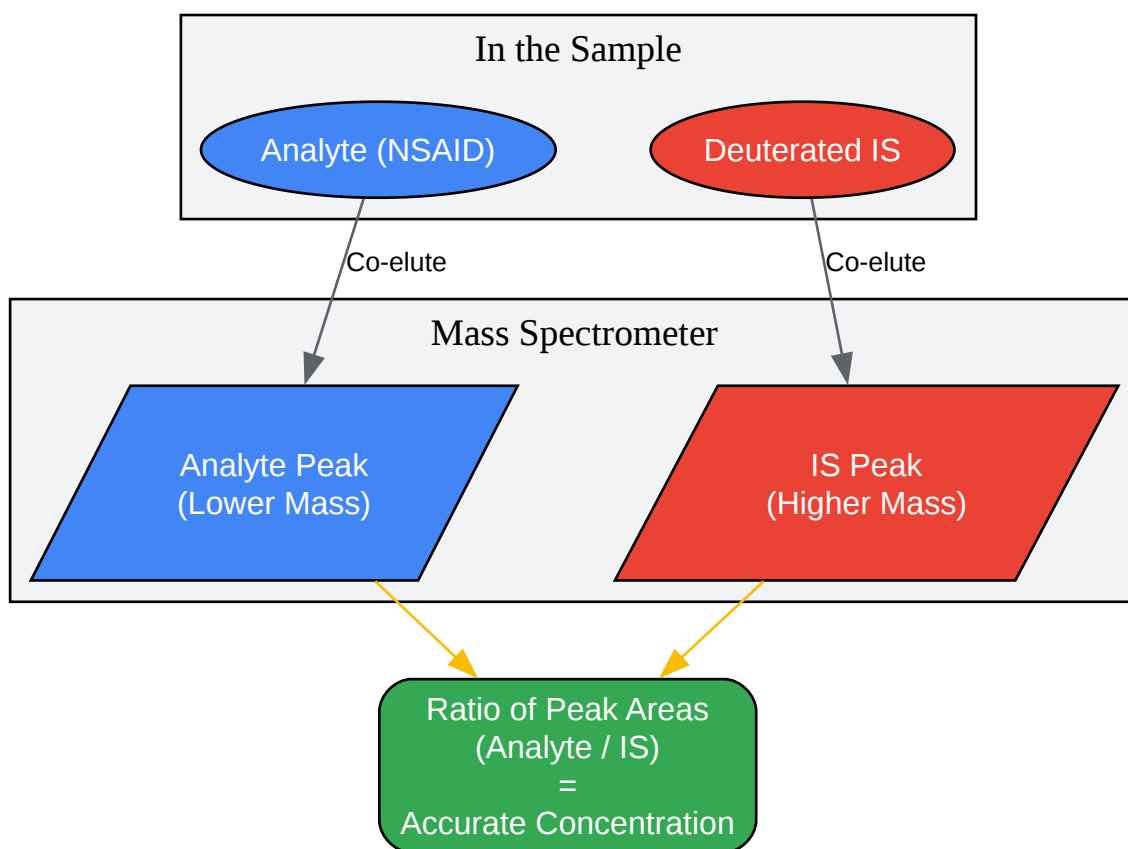 In the Sample
Analyte (NSAID)
Deuterated IS
Co-elute
Co-elute
Mass Spectrometer
Analyte Peak
(Lower Mass)
IS Peak
(Higher Mass)
Ratio of Peak Areas
(Analyte / IS)
=
Accurate Concentration